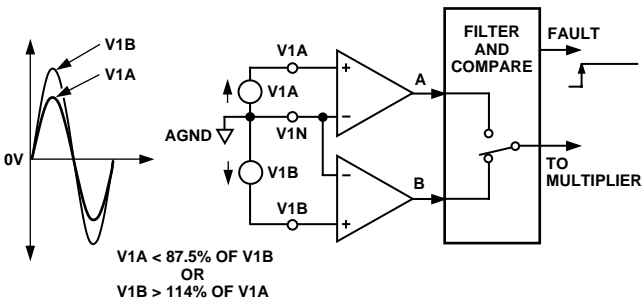 V1B
V1A
0V
V1A
V1A
AGND
V1N
V1B
V1B
+
−
−
+
A
B
FILTER
AND
COMPARE
FAULT
TO
MULTIPLIER
V1A < 87.5% OF V1B
OR
V1B > 114% OF V1A